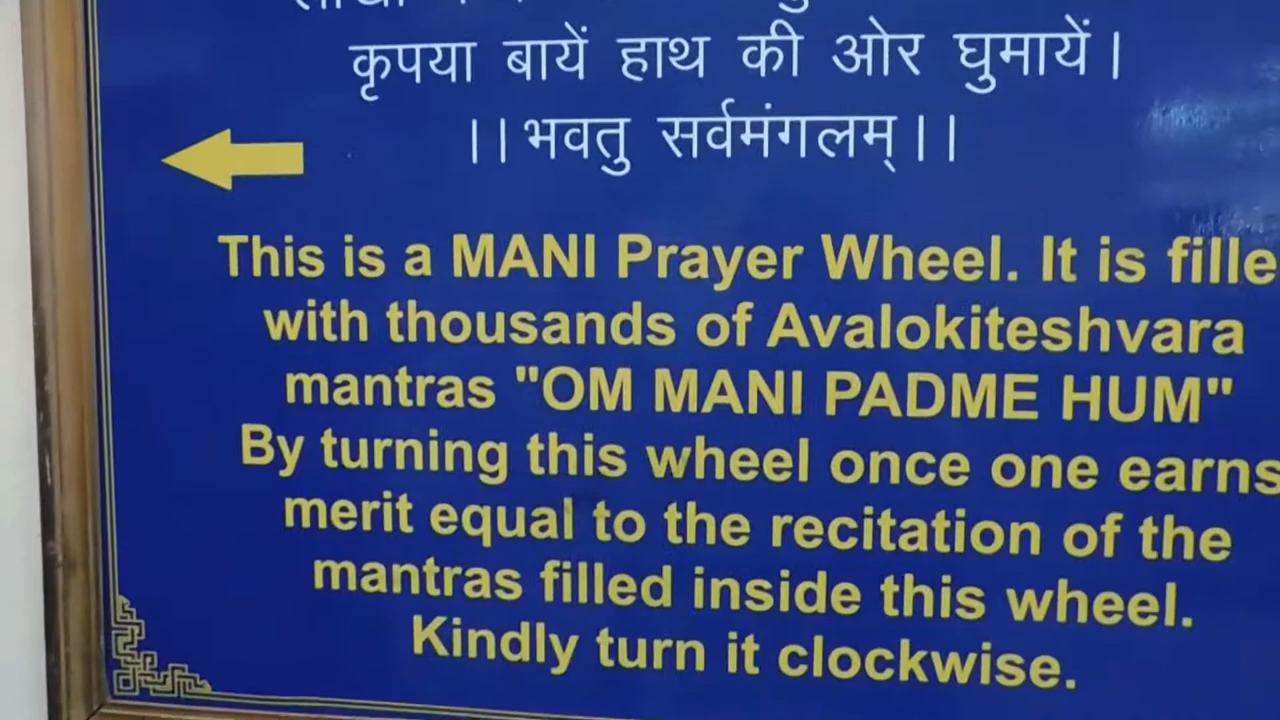 कृपया बायें हाथ की ओर घुमायें।
।।भवतु सर्वमंगलम्।।
This is a MANI Prayer Wheel. It is fille
with thousands of Avalokiteshvara
mantras "OM MANI PADME HUM"
By turning this wheel once one earns
merit equal to the recitation of the
mantras filled inside this wheel.
Kindly turn it clockwise.